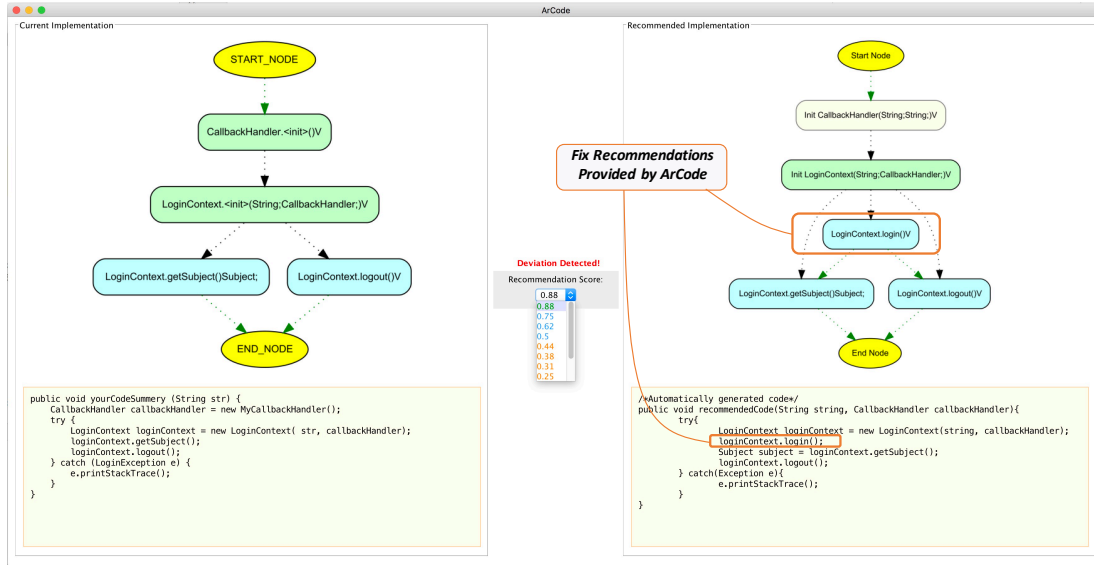 ArCode
Current Implementation
START_NODE
CallbackHandler.<init>()V
LoginContext.<init>(String;CallbackHandler;)V
LoginContext.getSubject()Subject;
LoginContext.logout()V
END_NODE
public void yourCodeSummery (String str) {
    CallbackHandler callbackHandler = new MyCallbackHandler();
    try {
        LoginContext loginContext = new LoginContext( str, callbackHandler);
        loginContext.getSubject();
        loginContext.logout();
    } catch (LoginException e) {
        e.printStackTrace();
    }
}
Fix Recommendations
Provided by ArCode
Deviation Detected!
Recommendation Score:
0.88
0.88
0.75
0.62
0.5
0.44
0.38
0.31
0.25
Recommended Implementation
Start Node
Init CallbackHandler(String;String;)V
Init LoginContext(String;CallbackHandler;)V
LoginContext.login()V
LoginContext.getSubject()Subject;
LoginContext.logout()V
End Node
/*Automatically generated code*/
public void recommendedCode(String string, CallbackHandler callbackHandler){
        try{
                LoginContext loginContext = new LoginContext(string, callbackHandler);
                loginContext.login();
                Subject subject = loginContext.getSubject();
                loginContext.logout();
        } catch(Exception e){
                e.printStackTrace();
        }
}